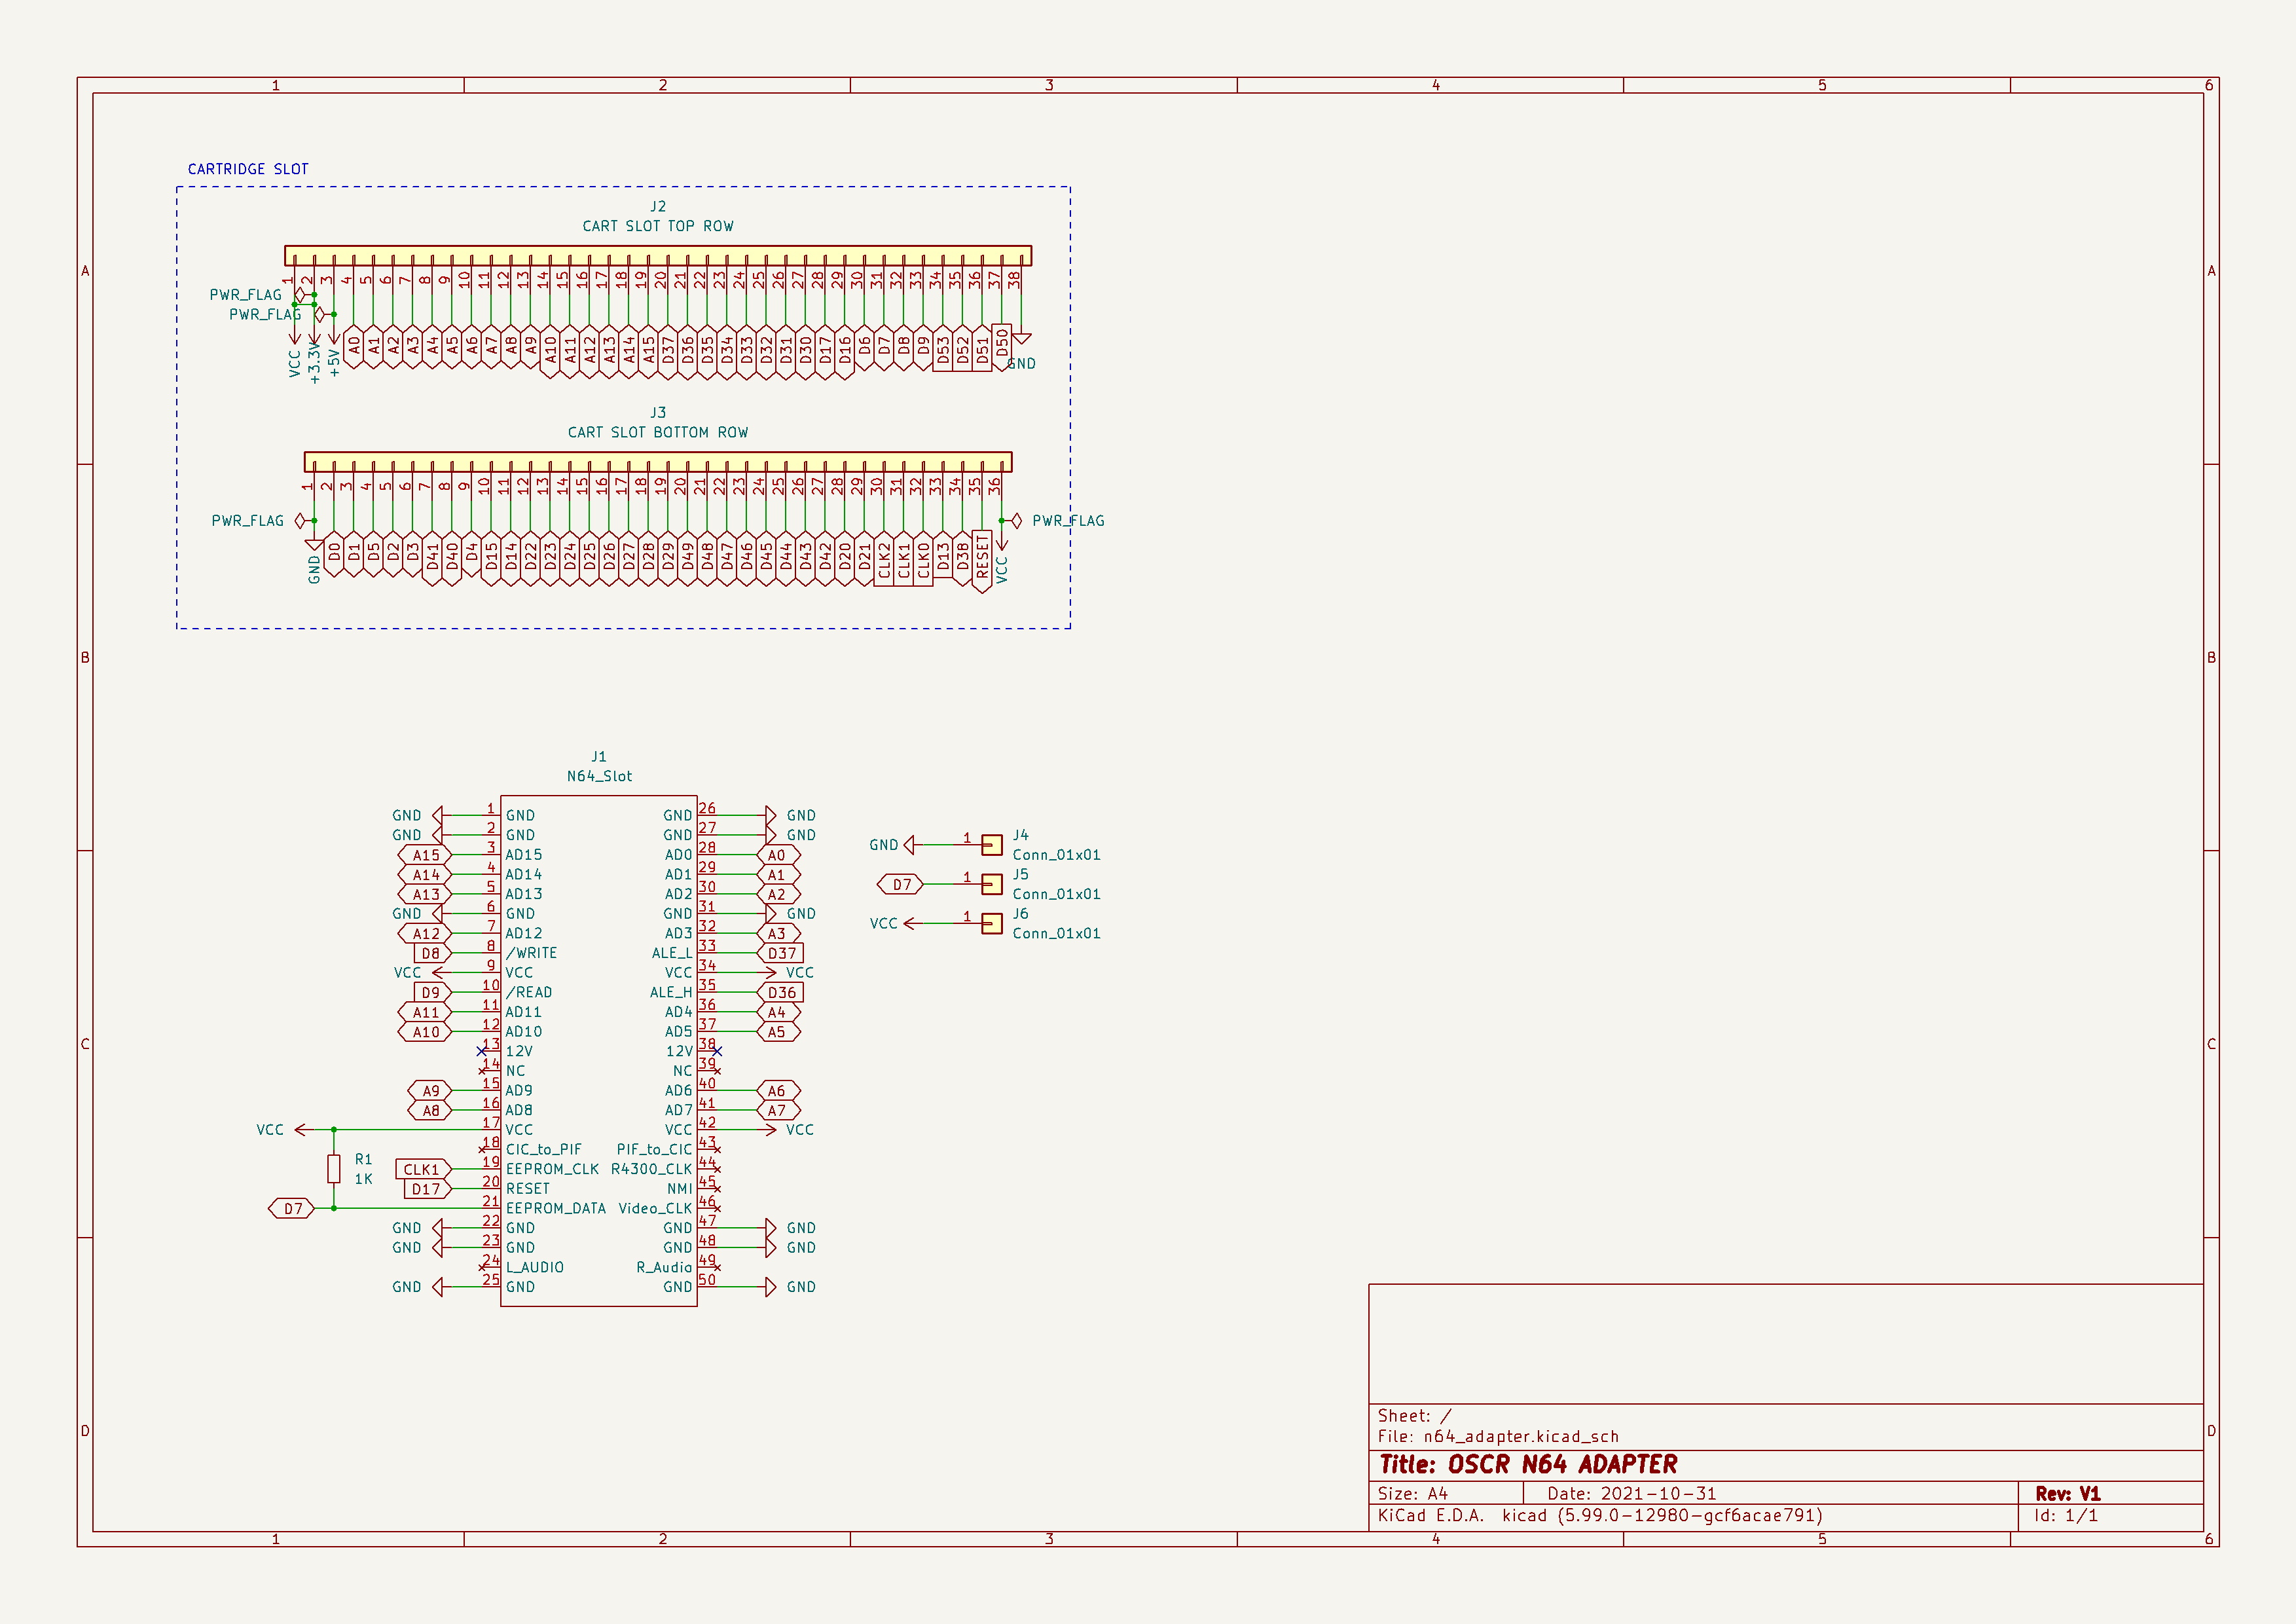 1 2 3 4 5 6
A A
CARTRIDGE SLOT
J2
CART SLOT TOP ROW
1 2 3 4 5 6 7 8 9 10 11 12 13 14 15 16 17 18 19 20 21 22 23 24 25 26 27 28 29 30 31 32 33 34 35 36 37 38
PWR_FLAG
PWR_FLAG
VCC +3.3V +5V A0 A1 A2 A3 A4 A5 A6 A7 A8 A9 A10 A11 A12 A13 A14 A15 D37 D36 D35 D34 D33 D32 D31 D30 D17 D16 D6 D7 D8 D9 D53 D52 D51 D50 GND
J3
CART SLOT BOTTOM ROW
1 2 3 4 5 6 7 8 9 10 11 12 13 14 15 16 17 18 19 20 21 22 23 24 25 26 27 28 29 30 31 32 33 34 35 36
PWR_FLAG PWR_FLAG
GND D0 D1 D5 D2 D3 D41 D40 D4 D15 D14 D22 D23 D24 D25 D26 D27 D28 D29 D49 D48 D47 D46 D45 D44 D43 D42 D20 D21 CLK2 CLK1 CLK0 D13 D38 RESET VCC
B B
J1
N64_Slot
GND 1 GND GND 26 GND
GND 2 GND GND 27 GND
A15 3 AD15 AD0 28 A0
A14 4 AD14 AD1 29 A1
A13 5 AD13 AD2 30 A2
GND 6 GND GND 31 GND
A12 7 AD12 AD3 32 A3
D8 8 /WRITE ALE_L 33 D37
VCC 9 VCC VCC 34 VCC
D9 10 /READ ALE_H 35 D36
A11 11 AD11 AD4 36 A4
A10 12 AD10 AD5 37 A5
13 12V 12V 38
14 NC NC 39
A9 15 AD9 AD6 40 A6
A8 16 AD8 AD7 41 A7
VCC 17 VCC VCC 42 VCC
18 CIC_to_PIF PIF_to_CIC 43
CLK1 19 EEPROM_CLK R4300_CLK 44
D17 20 RESET NMI 45
D7 21 EEPROM_DATA Video_CLK 46
GND 22 GND GND 47 GND
GND 23 GND GND 48 GND
24 L_AUDIO R_Audia 49
GND 25 GND GND 50 GND
R1
1K
GND 1 J4
Conn_01x01
D7 1 J5
Conn_01x01
VCC 1 J6
Conn_01x01
C C
D D
Sheet: /
File: n64_adapter.kicad_sch
Title: OSCR N64 ADAPTER
Size: A4 Date: 2021-10-31 Rev: V1
KiCad E.D.A. kicad (5.99.0-12980-gcf6acae791) Id: 1/1
1 2 3 4 5 6